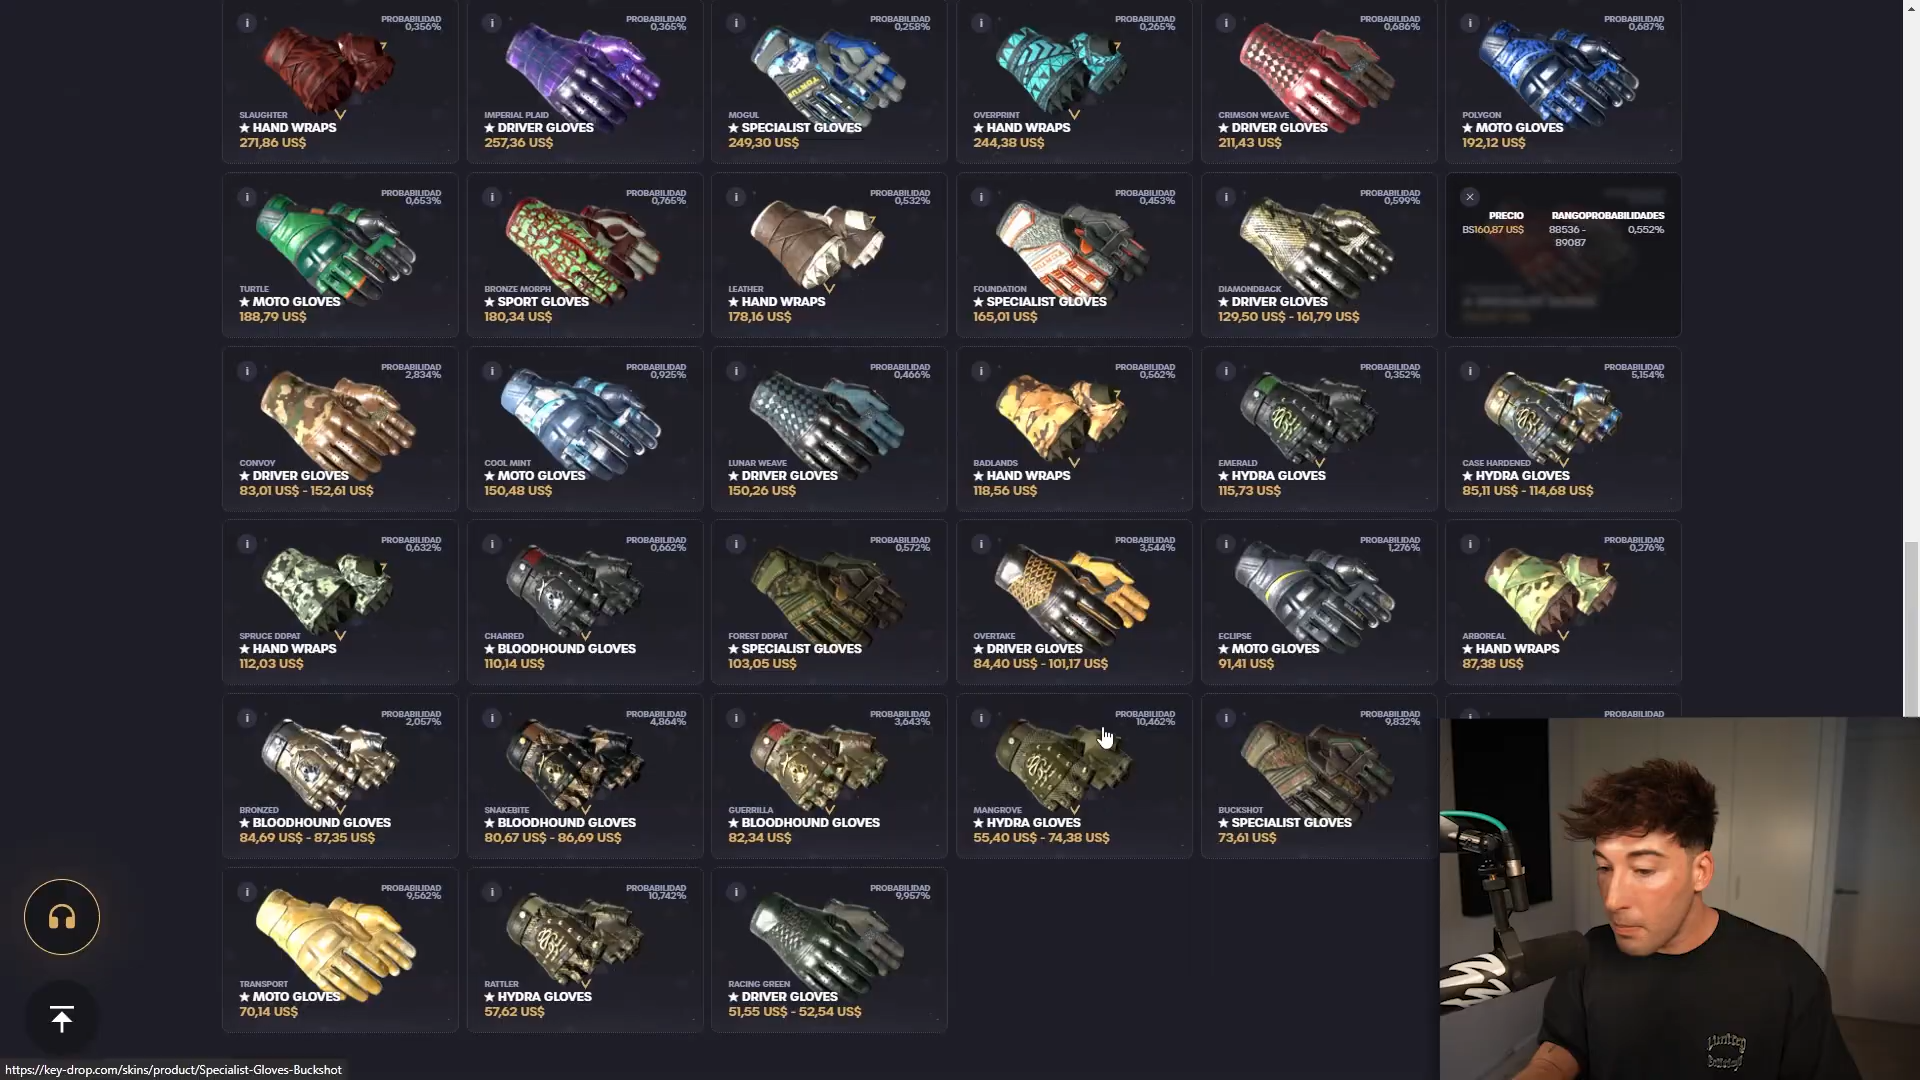 PROBABILIDAD
0,356%
SLAUGHTER
★ HAND WRAPS
271,86 US$
PROBABILIDAD
0,365%
IMPERIAL PLAID
★ DRIVER GLOVES
257,36 US$
PROBABILIDAD
0,258%
MOGUL
★ SPECIALIST GLOVES
249,30 US$
PROBABILIDAD
0,265%
OVERPRINT
★ HAND WRAPS
244,38 US$
PROBABILIDAD
0,686%
CRIMSON WEAVE
★ DRIVER GLOVES
211,43 US$
PROBABILIDAD
0,687%
POLYGON
★ MOTO GLOVES
192,12 US$
PROBABILIDAD
0,653%
TURTLE
★ MOTO GLOVES
188,79 US$
PROBABILIDAD
0,765%
BRONZE MORPH
★ SPORT GLOVES
180,34 US$
PROBABILIDAD
0,532%
LEATHER
★ HAND WRAPS
178,16 US$
PROBABILIDAD
0,453%
FOUNDATION
★ SPECIALIST GLOVES
165,01 US$
PROBABILIDAD
0,599%
DIAMONDBACK
★ DRIVER GLOVES
129,50 US$ - 161,79 US$
PRECIO RANGO PROBABILIDADES
BS 160,87 US$ 88536 - 0,552%
89087
PROBABILIDAD
2,834%
CONVOY
★ DRIVER GLOVES
83,01 US$ - 152,61 US$
PROBABILIDAD
0,925%
COOL MINT
★ MOTO GLOVES
150,48 US$
PROBABILIDAD
0,466%
LUNAR WEAVE
★ DRIVER GLOVES
150,26 US$
PROBABILIDAD
0,562%
BADLANDS
★ HAND WRAPS
118,56 US$
PROBABILIDAD
0,352%
EMERALD
★ HYDRA GLOVES
115,73 US$
PROBABILIDAD
5,154%
CASE HARDENED
★ HYDRA GLOVES
85,11 US$ - 114,68 US$
PROBABILIDAD
0,632%
SPRUCE DDPAT
★ HAND WRAPS
112,03 US$
PROBABILIDAD
0,662%
CHARRED
★ BLOODHOUND GLOVES
110,14 US$
PROBABILIDAD
0,572%
FOREST DDPAT
★ SPECIALIST GLOVES
103,05 US$
PROBABILIDAD
3,544%
OVERTAKE
★ DRIVER GLOVES
84,40 US$ - 101,17 US$
PROBABILIDAD
1,276%
ECLIPSE
★ MOTO GLOVES
91,41 US$
PROBABILIDAD
0,276%
ARBOREAL
★ HAND WRAPS
87,38 US$
PROBABILIDAD
2,057%
BRONZED
★ BLOODHOUND GLOVES
84,69 US$ - 87,35 US$
PROBABILIDAD
4,864%
SNAKEBITE
★ BLOODHOUND GLOVES
80,67 US$ - 86,69 US$
PROBABILIDAD
3,643%
GUERRILLA
★ BLOODHOUND GLOVES
82,34 US$
PROBABILIDAD
10,462%
MANGROVE
★ HYDRA GLOVES
55,40 US$ - 74,38 US$
PROBABILIDAD
9,832%
BUCKSHOT
★ SPECIALIST GLOVES
73,61 US$
PROBABILIDAD
PROBABILIDAD
9,562%
TRANSPORT
★ MOTO GLOVES
70,14 US$
PROBABILIDAD
10,742%
RATTLER
★ HYDRA GLOVES
57,62 US$
PROBABILIDAD
9,957%
RACING GREEN
★ DRIVER GLOVES
51,55 US$ - 52,54 US$
https://key-drop.com/skins/product/Specialist-Gloves-Buckshot